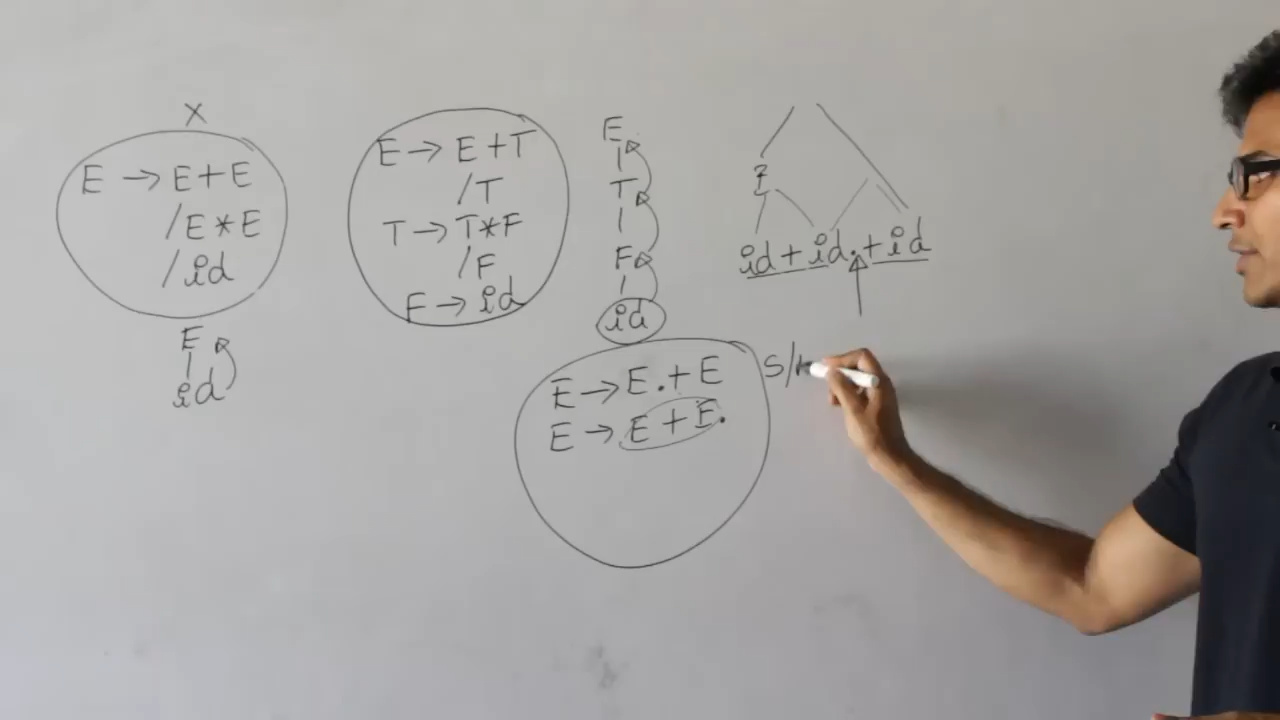 X
E → E + E
/ E * E
/ id
E
id
E → E + T
/ T
T → T * F
/ F
F → id
E
T
F
id
id + id . + id
E → E . + E
E → E + E .
S/